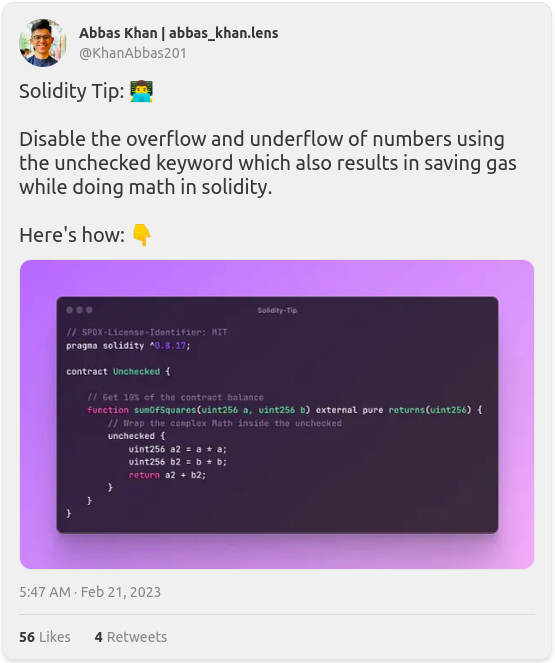 Abbas Khan | abbas_khan.lens
@KhanAbbas201
Solidity Tip: 👨‍💻
Disable the overflow and underflow of numbers using
the unchecked keyword which also results in saving gas
while doing math in solidity.
Here's how: 👇
Solidity-Tip
// SPDX-License-Identifier: MIT
pragma solidity ^0.8.17;
contract Unchecked {
// Get 10% of the contract balance
function sumOfSquares(uint256 a, uint256 b) external pure returns(uint256) {
// Wrap the complex Math inside the unchecked
unchecked {
uint256 a2 = a * a;
uint256 b2 = b * b;
return a2 + b2;
}
}
}
5:47 AM · Feb 21, 2023
56 Likes 4 Retweets